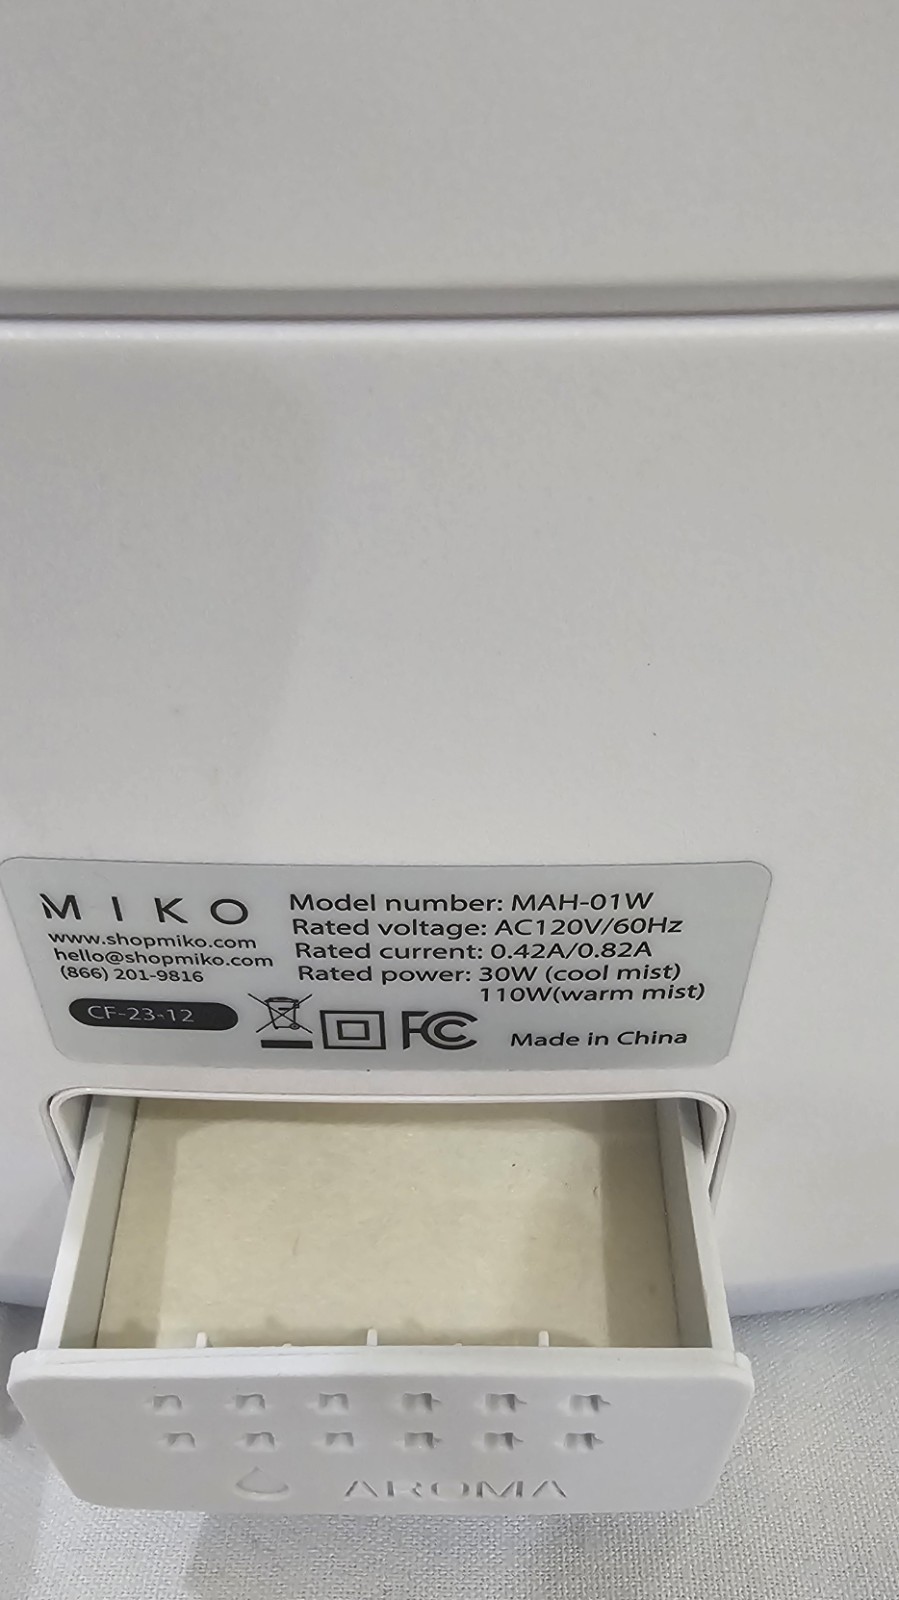 MIKO
www.shopmiko.com
hello@shopmiko.com
(866) 201-9816
CF-23-12
Model number: MAH-01W
Rated voltage: AC120V/60Hz
Rated current: 0.42A/0.82A
Rated power: 30W (cool mist)
110W(warm mist)
FC
Made in China
AROMA